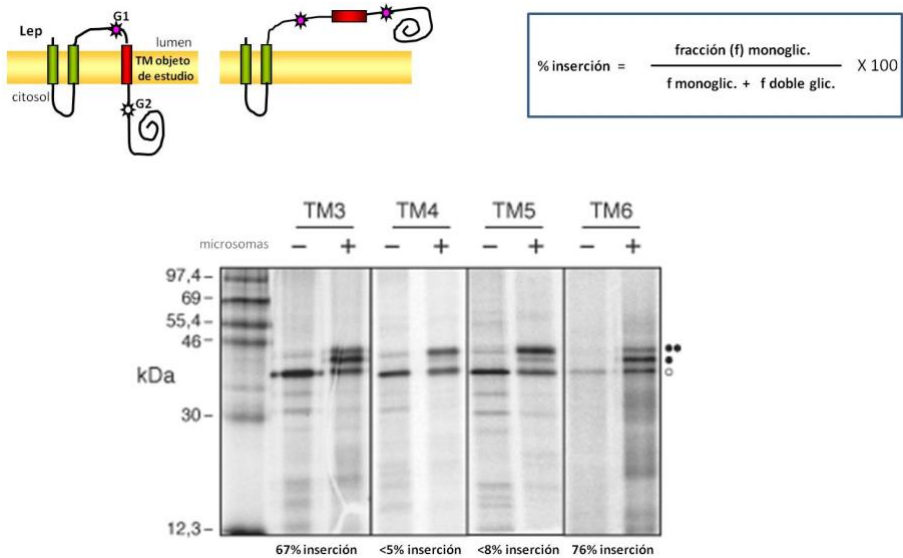 Lep
G1
lumen
TM objeto
de estudio
citosol
G2
% inserción =
fracción (f) monoglic.
f monoglic. + f doble glic.
X 100
TM3 TM4 TM5 TM6
microsomas − + − + − + − +
97,4 –
69 –
55,4 –
46 –
kDa
30 –
12,3 –
67% inserción <5% inserción <8% inserción 76% inserción